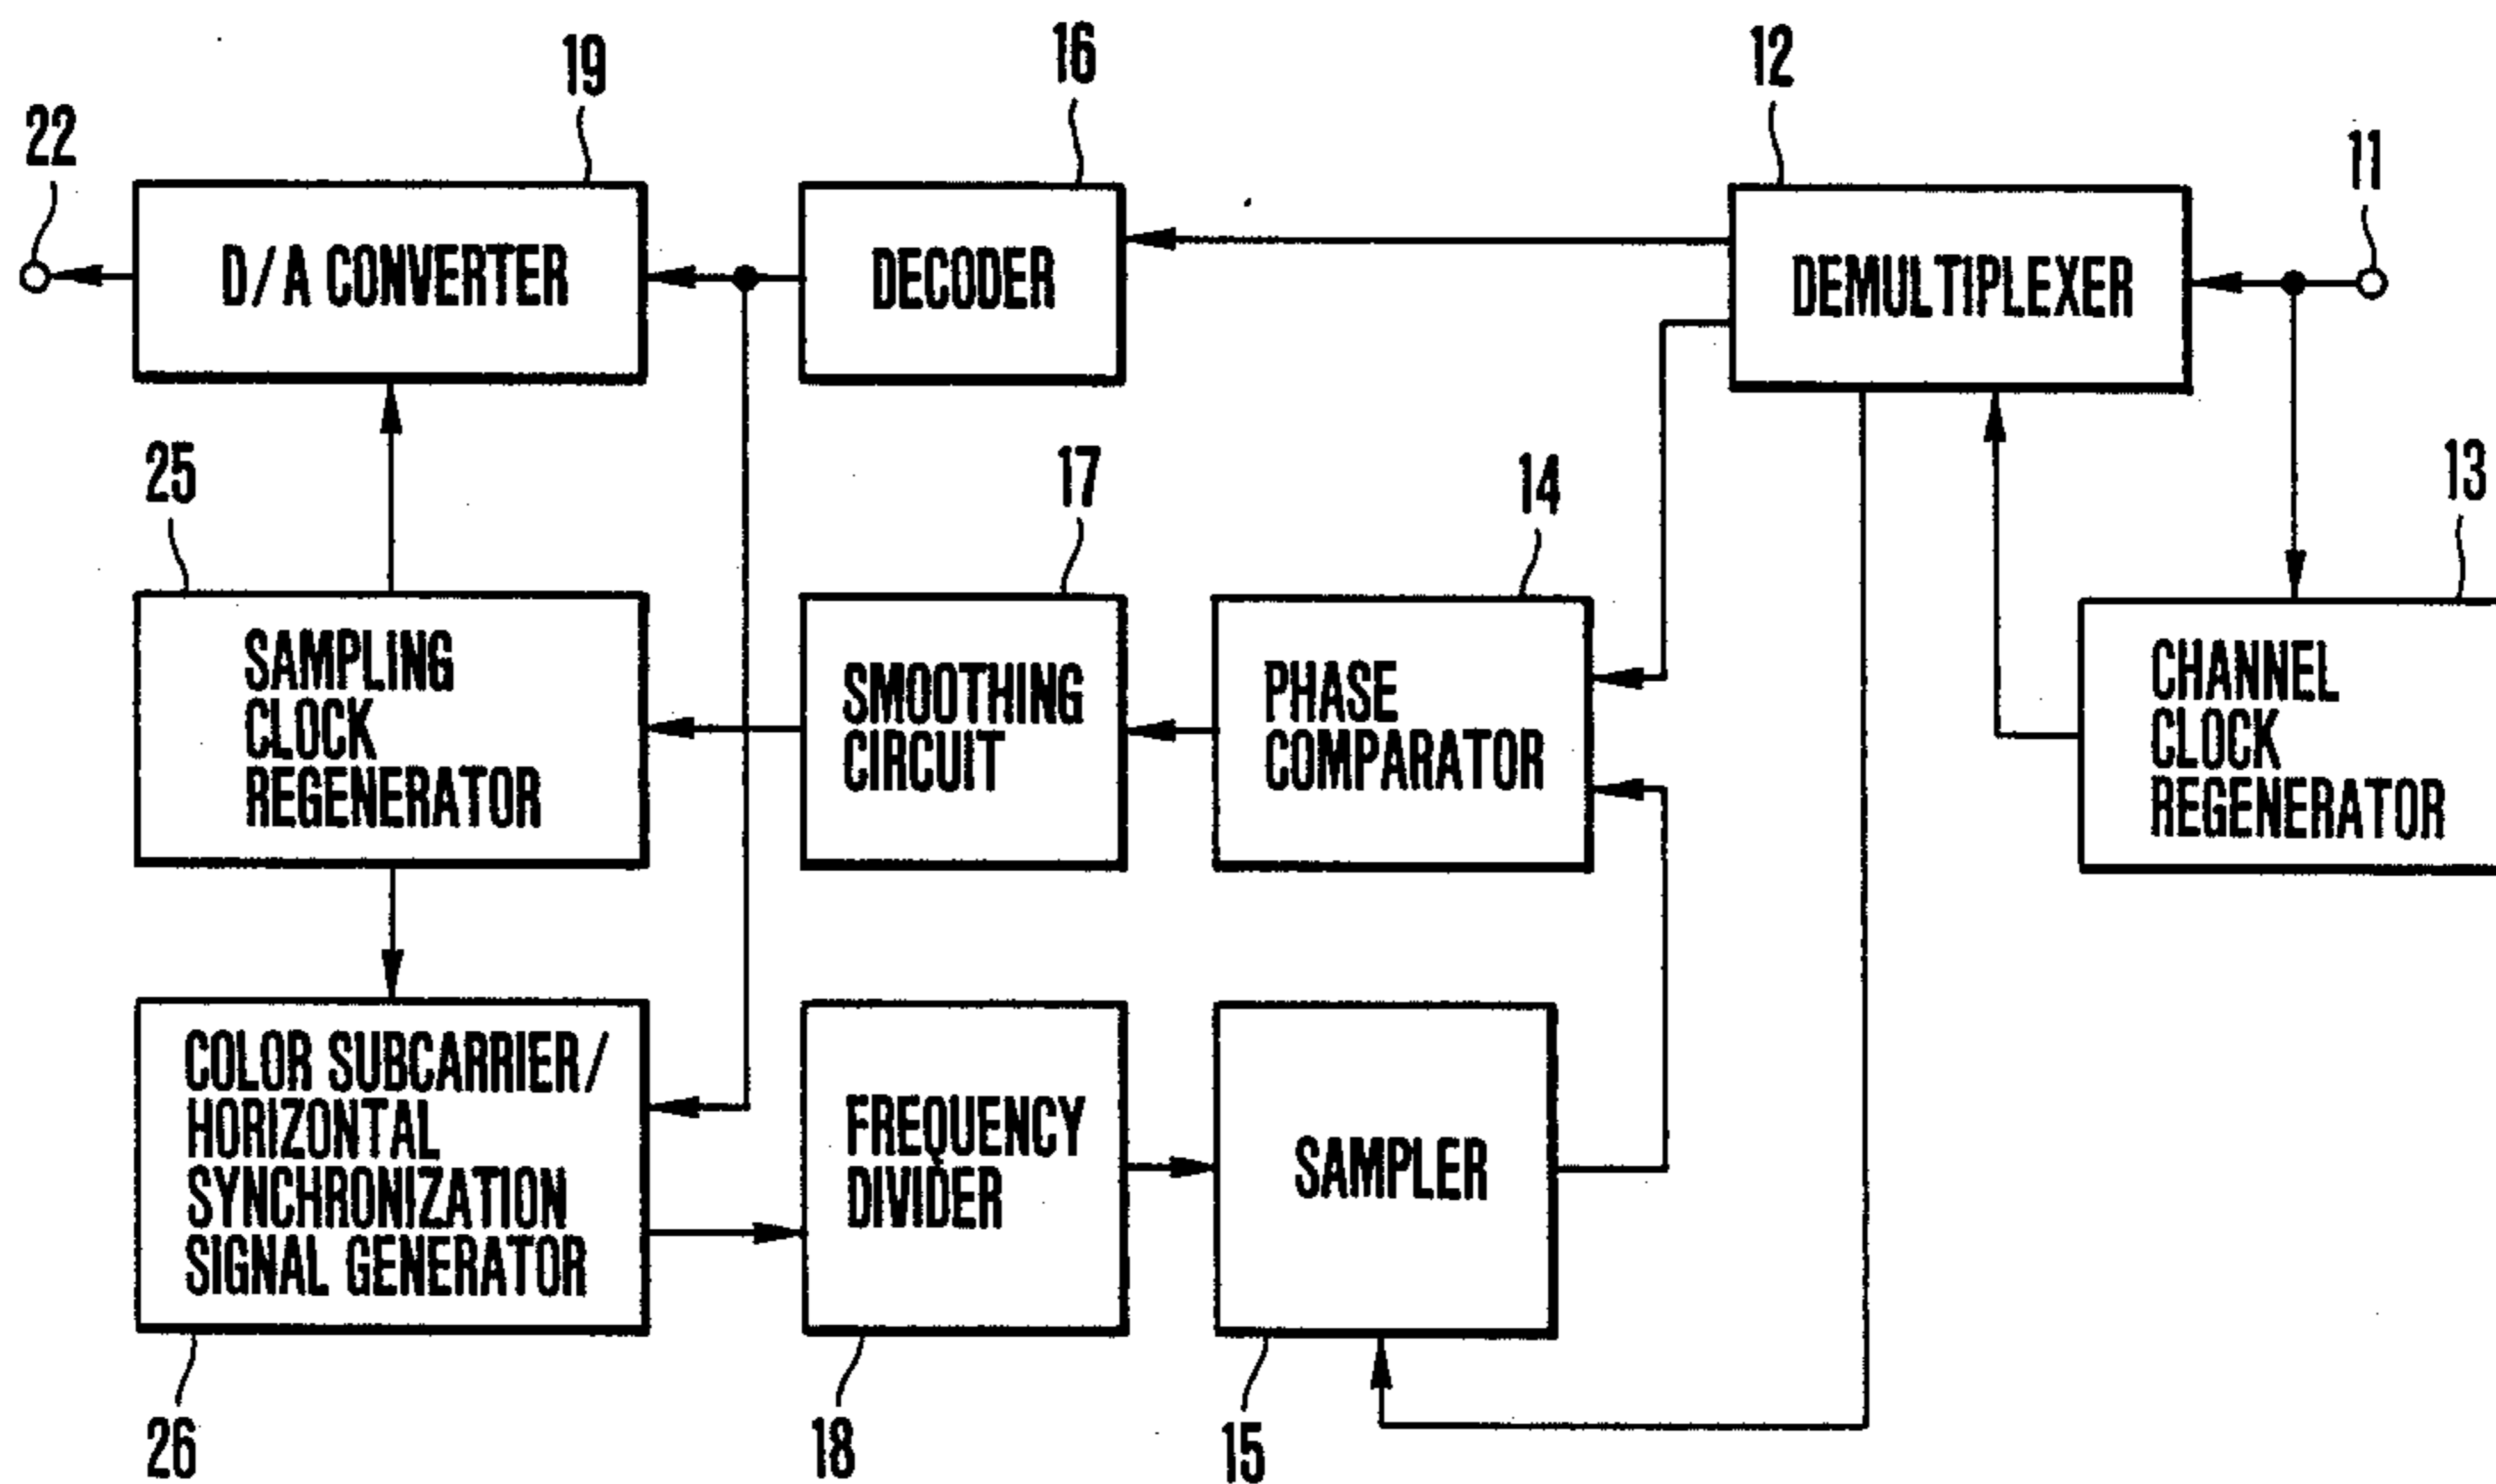 19
16
12
22
11
D/A CONVERTER
DECODER
DEMULTIPLEXER
25
17
14
13
SAMPLING
CLOCK
REGENERATOR
SMOOTHING
CIRCUIT
PHASE
COMPARATOR
CHANNEL
CLOCK
REGENERATOR
COLOR SUBCARRIER/
HORIZONTAL
SYNCHRONIZATION
SIGNAL GENERATOR
FREQUENCY
DIVIDER
SAMPLER
26
18
15